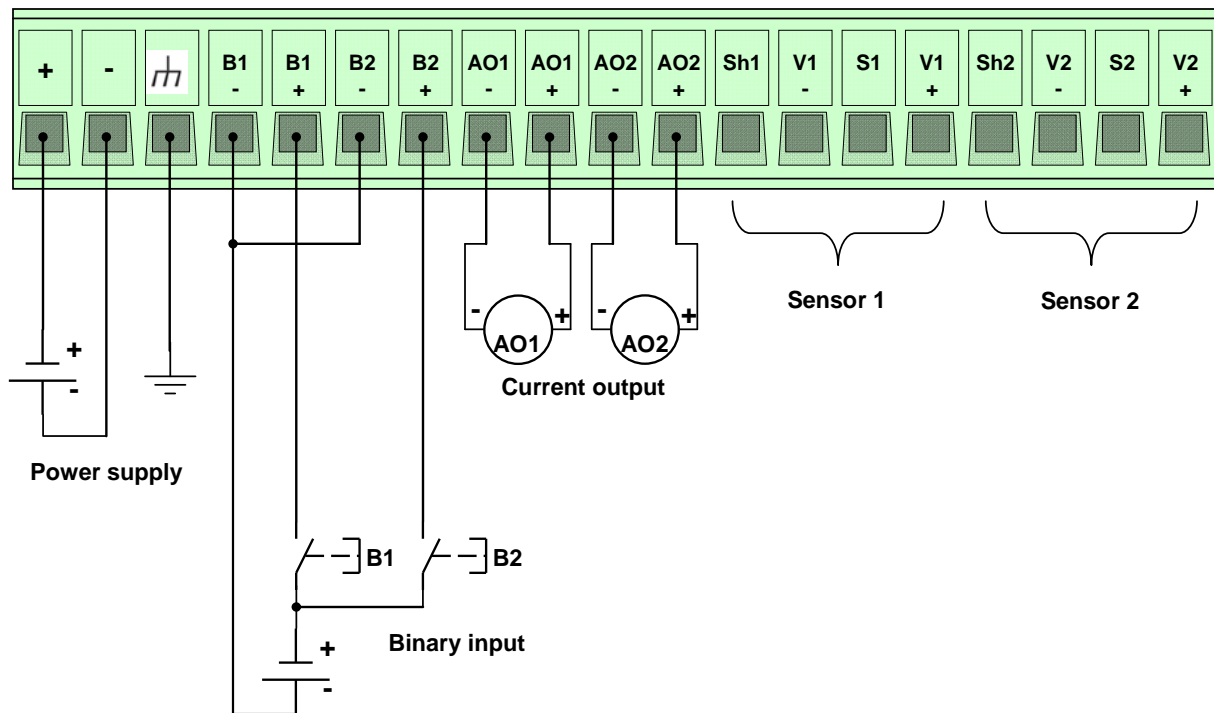 + - B1 - B1 + B2 - B2 + AO1 - AO1 + AO2 - AO2 + Sh1 V1 - S1 V1 + Sh2 V2 - S2 V2 +
Sensor 1 Sensor 2
- + - +
AO1 AO2
+
-
Current output
Power supply
B1 B2
Binary input
+
-